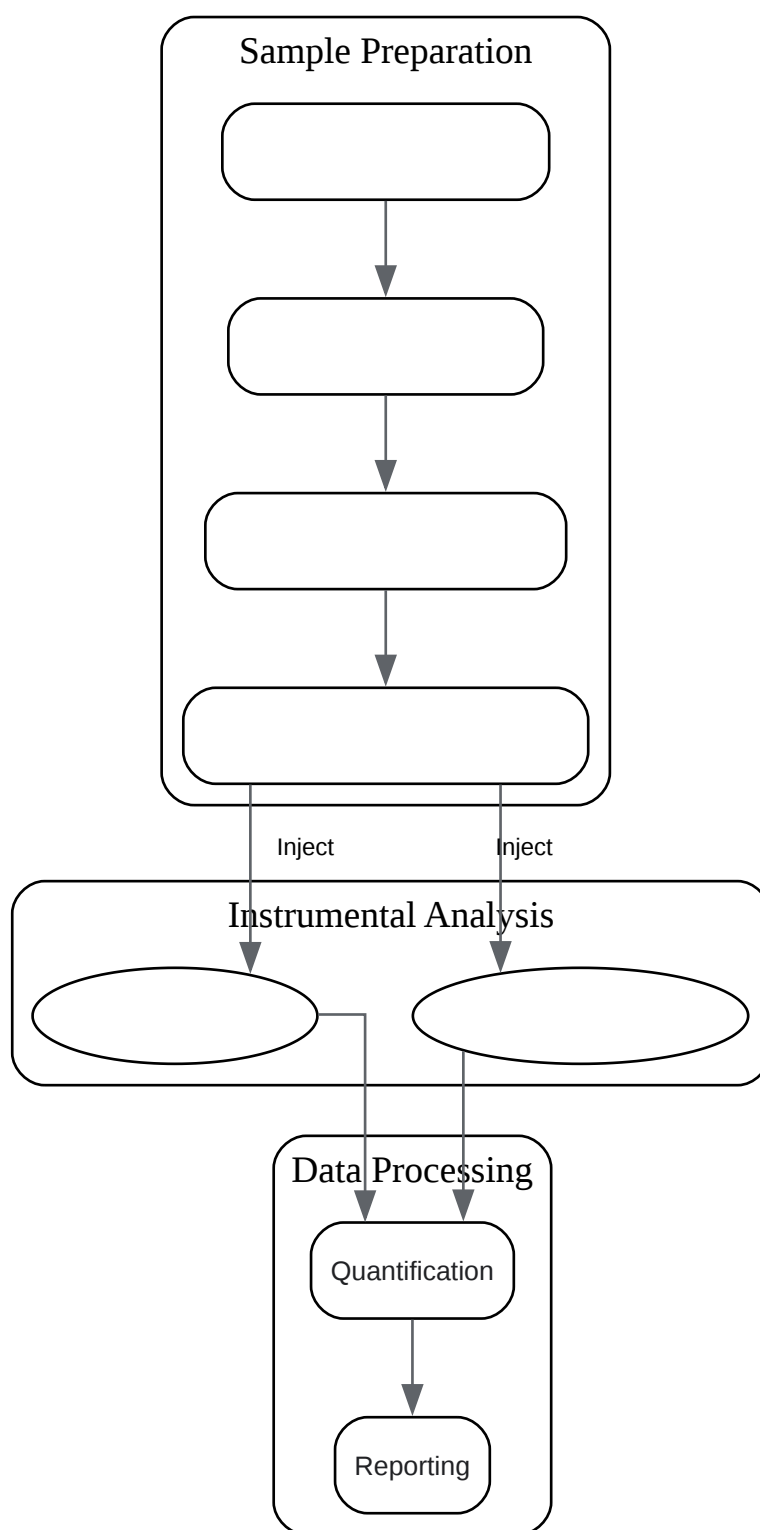 Sample Preparation
Inject
Inject
Instrumental Analysis
Data Processing
Quantification
Reporting